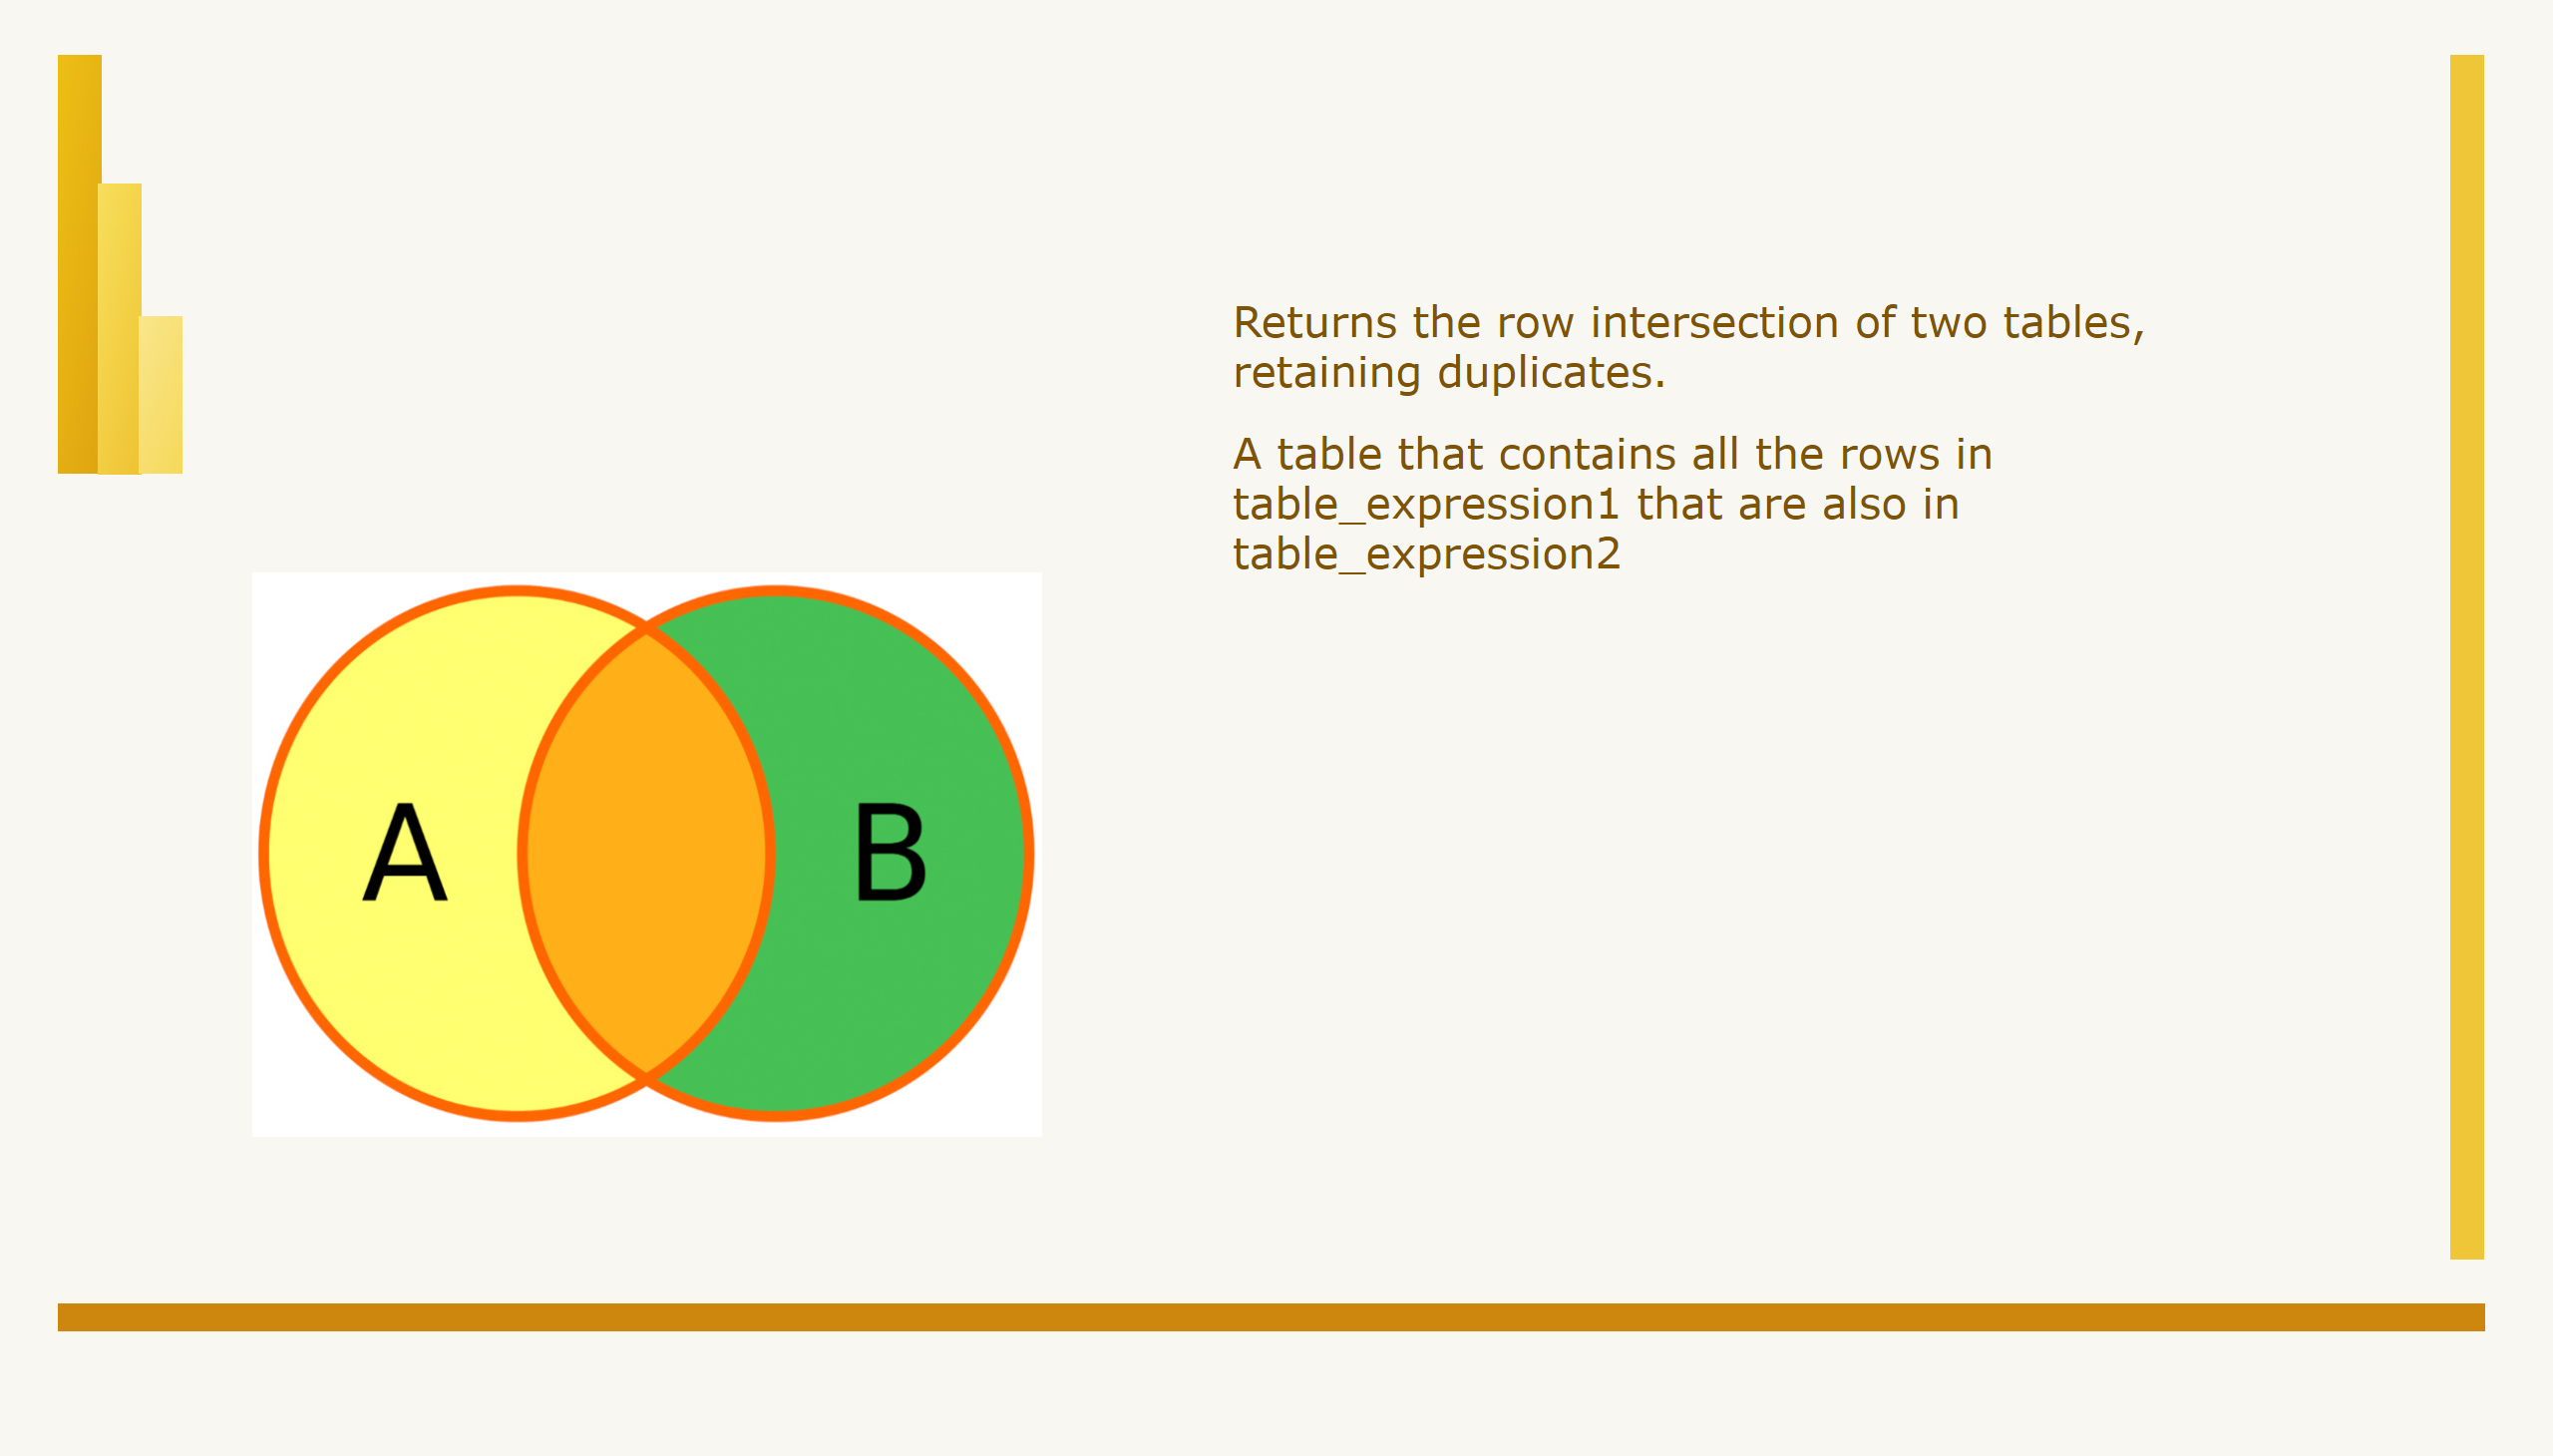 Returns the row intersection of two tables,
retaining duplicates.
A table that contains all the rows in
table_expression1 that are also in
table_expression2
A
B